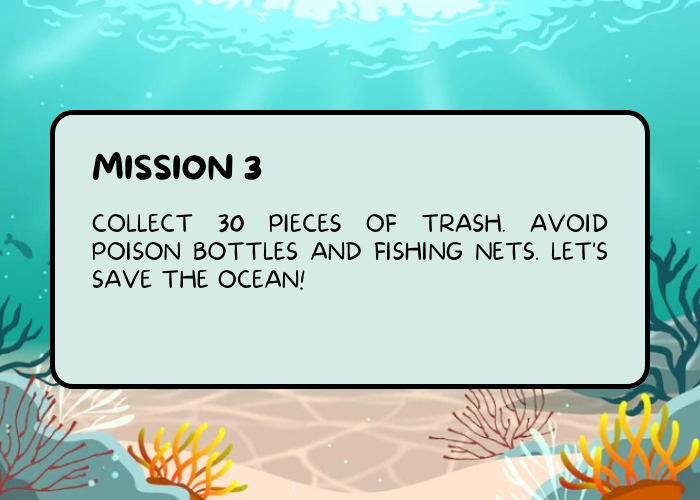 MISSION 3
COLLECT 30 PIECES OF TRASH. AVOID
POISON BOTTLES AND FISHING NETS. LET'S
SAVE THE OCEAN!